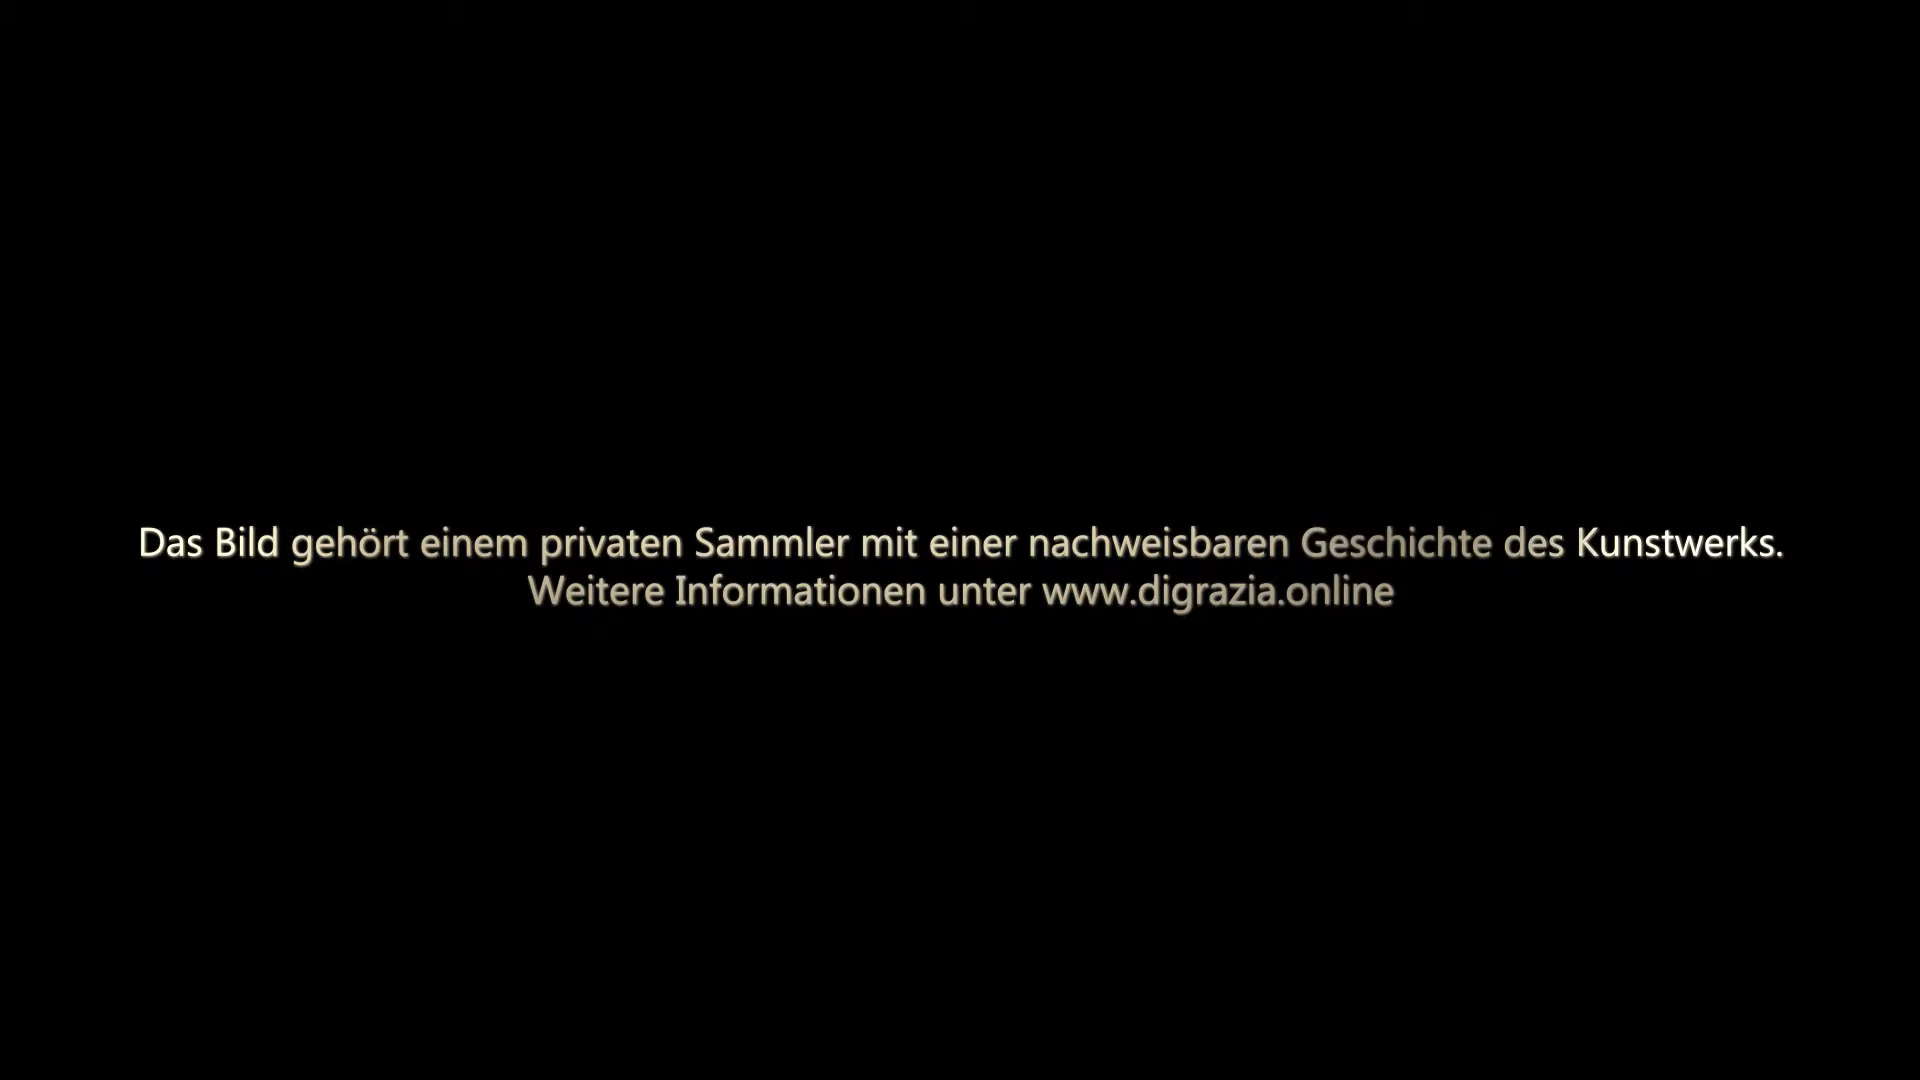 Das Bild gehört einem privaten Sammler mit einer nachweisbaren Geschichte des Kunstwerks.
Weitere Informationen unter www.digrazia.online